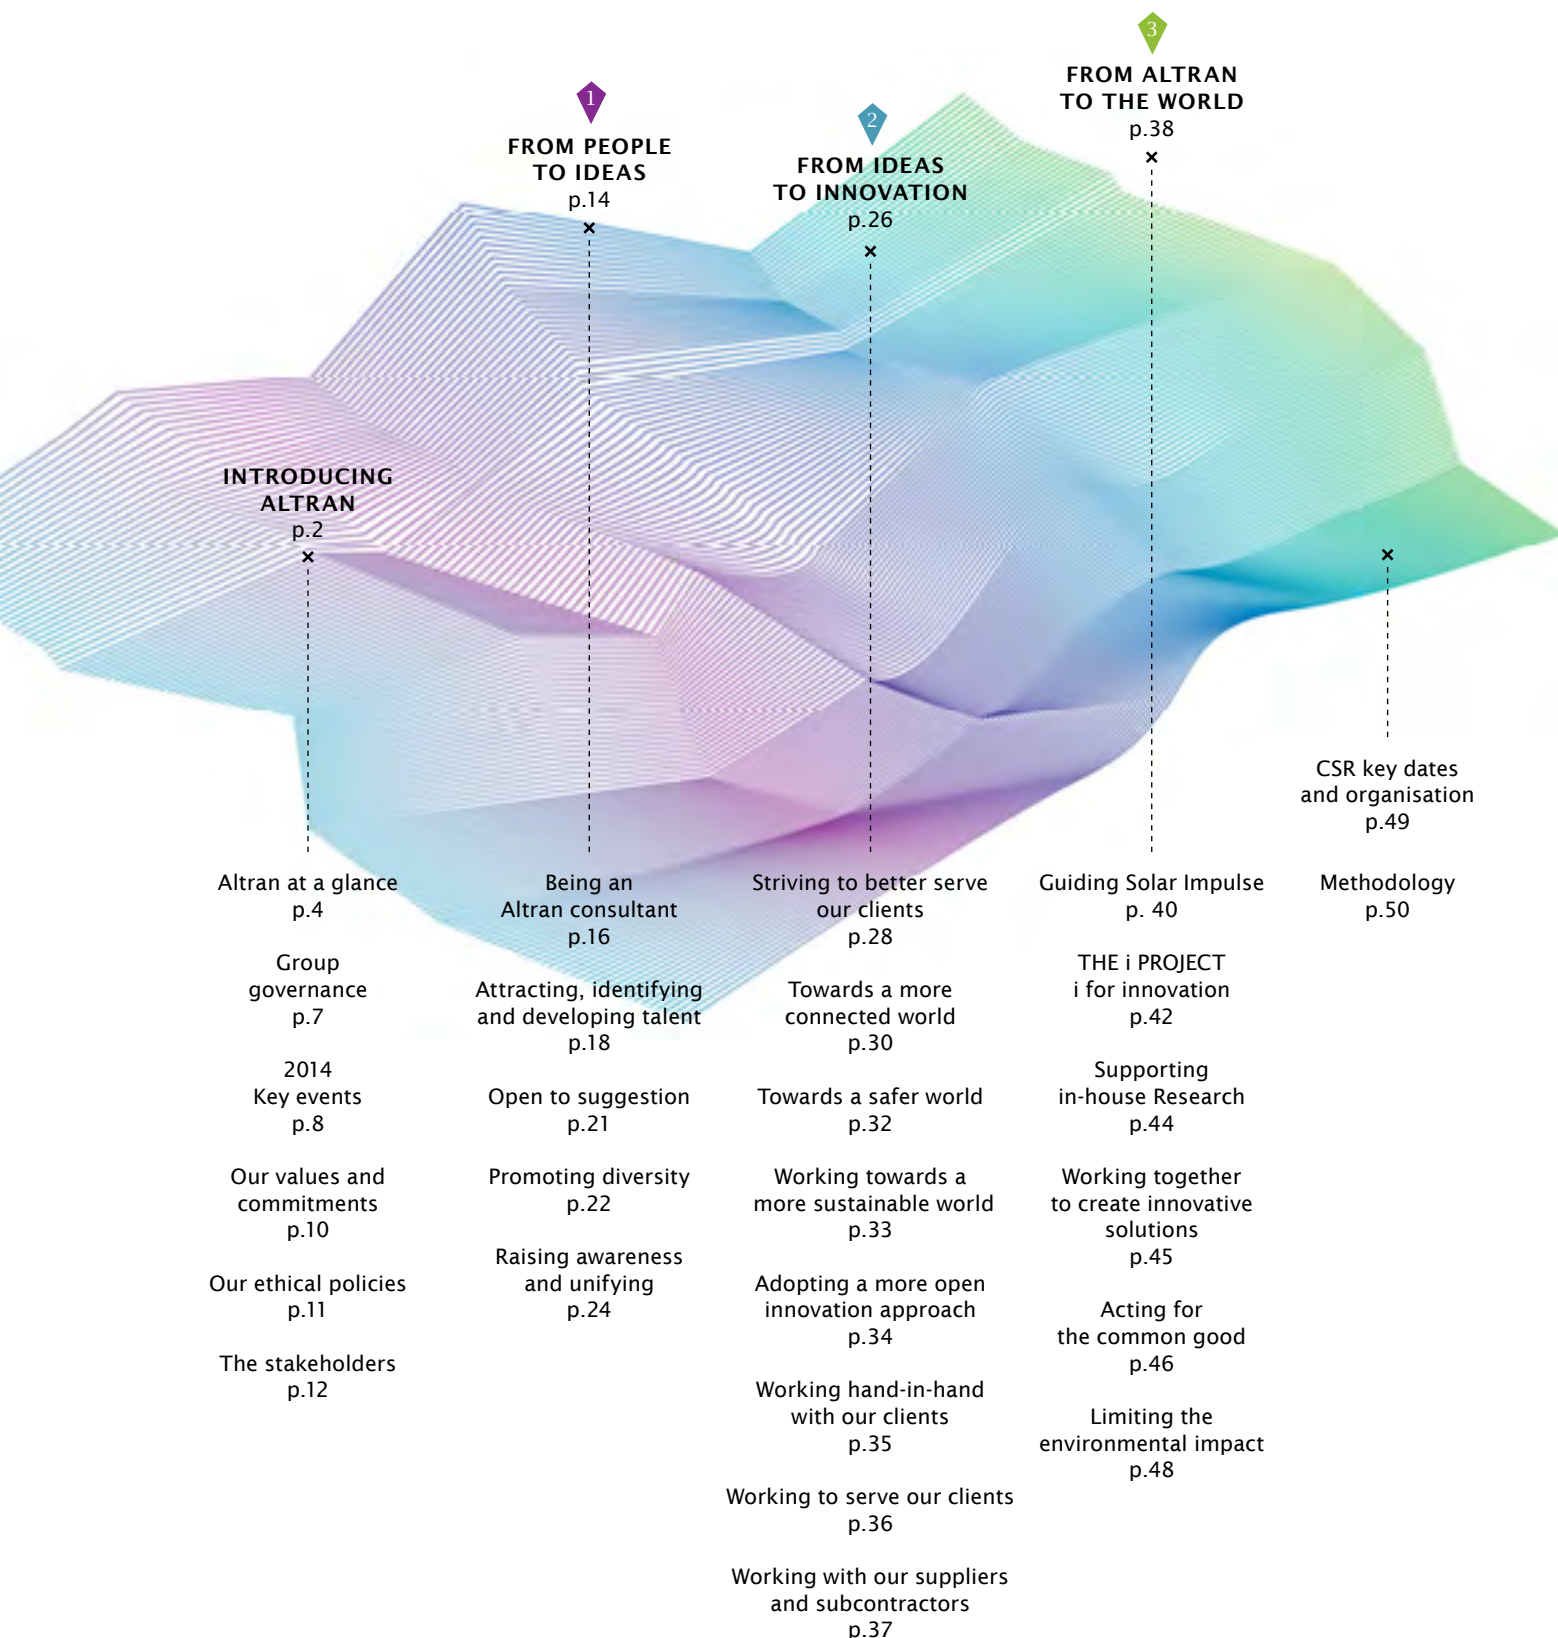 INTRODUCING
ALTRAN
p.2
Altran at a glance
p.4
Group
governance
p.7
2014
Key events
p.8
Our values and
commitments
p.10
Our ethical policies
p.11
The stakeholders
p.12
1
FROM PEOPLE
TO IDEAS
p.14
Being an
Altran consultant
p.16
Attracting, identifying
and developing talent
p.18
Open to suggestion
p.21
Promoting diversity
p.22
Raising awareness
and unifying
p.24
2
FROM IDEAS
TO INNOVATION
p.26
Striving to better serve
our clients
p.28
Towards a more
connected world
p.30
Towards a safer world
p.32
Working towards a
more sustainable world
p.33
Adopting a more open
innovation approach
p.34
Working hand-in-hand
with our clients
p.35
Working to serve our clients
p.36
Working with our suppliers
and subcontractors
p.37
3
FROM ALTRAN
TO THE WORLD
p.38
Guiding Solar Impulse
p. 40
THE i PROJECT
i for innovation
p.42
Supporting
in-house Research
p.44
Working together
to create innovative
solutions
p.45
Acting for
the common good
p.46
Limiting the
environmental impact
p.48
CSR key dates
and organisation
p.49
Methodology
p.50